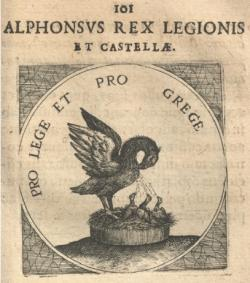 101
ALPHONSVS REX LEGIONIS
ET CASTELLÆ.
PRO LEGE ET PRO GREGE